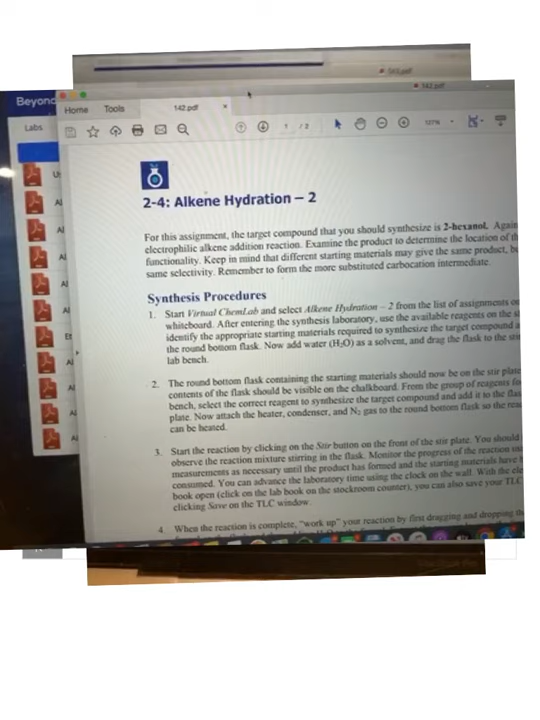 142.pdf
Beyond
Home Tools 142.pdf ×
Labs
1 / 2
2-4: Alkene Hydration – 2
For this assignment, the target compound that you should synthesize is 2-hexanol. Again
electrophilic alkene addition reaction. Examine the product to determine the location of th
functionality. Keep in mind that different starting materials may give the same product, bu
same selectivity. Remember to form the more substituted carbocation intermediate.
Synthesis Procedures
1. Start Virtual ChemLab and select Alkene Hydration – 2 from the list of assignments on
whiteboard. After entering the synthesis laboratory, use the available reagents on the
identify the appropriate starting materials required to synthesize the target compound a
the round bottom flask. Now add water (H₂O) as a solvent, and drag the flask to the stir
lab bench.
2. The round bottom flask containing the starting materials should now be on the stir plate
contents of the flask should be visible on the chalkboard. From the group of reagents fo
bench, select the correct reagent to synthesize the target compound and add it to the flas
plate. Now attach the heater, condenser, and N₂ gas to the round bottom flask so the reac
can be heated.
3. Start the reaction by clicking on the Stir button on the front of the stir plate. You should
observe the reaction mixture stirring in the flask. Monitor the progress of the reaction
measurements as necessary until the product has formed and the starting materials have
consumed. You can advance the laboratory time using the clock on the wall. With the ele
book open (click on the lab book on the stockroom counter), you can also save your TLC
clicking Save on the TLC window.
4. When the reaction is complete, "work up" your reaction by first dragging and dropping the